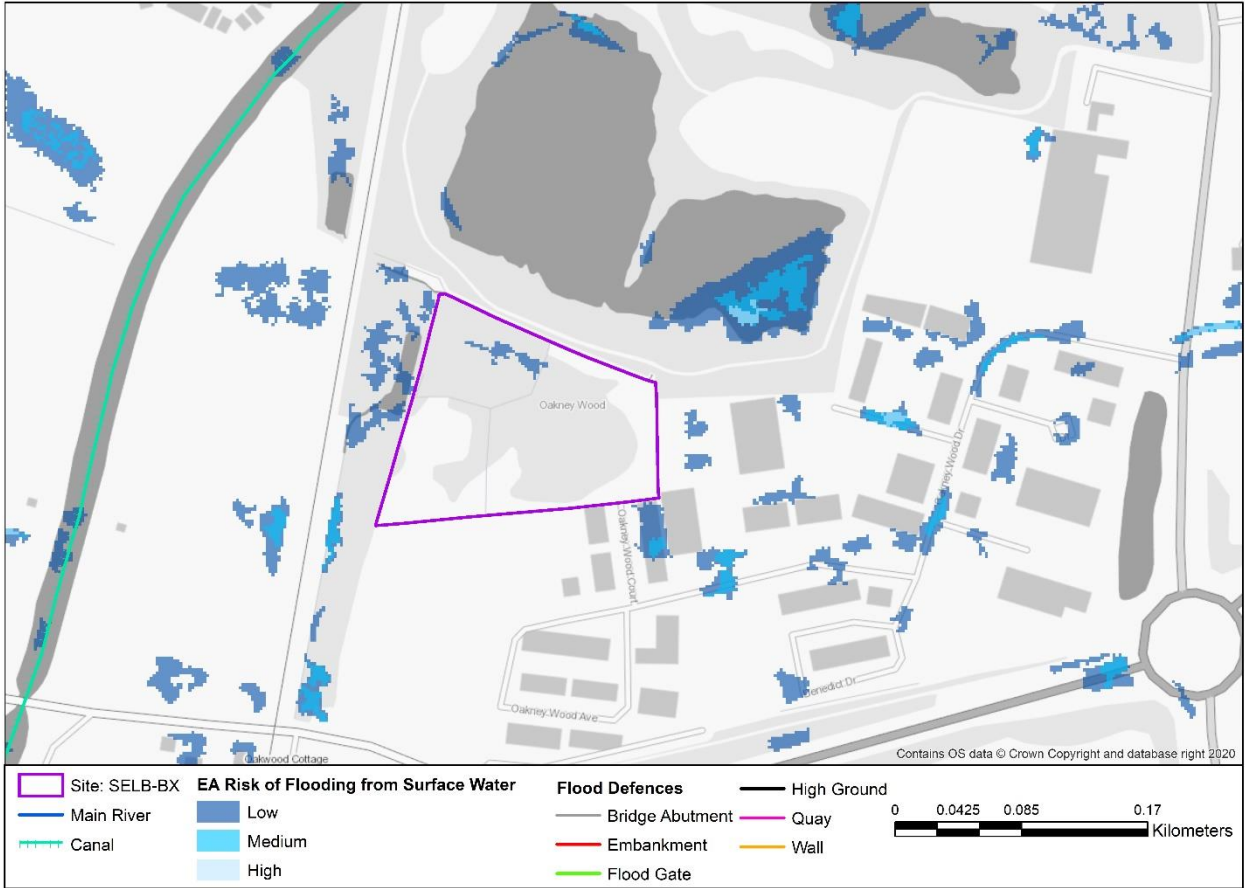 Oakney Wood
Oakney Wood Dr
Oakney Wood Court
Benedict Dr
Oakney Wood Ave
Oakwood Cottage
Contains OS data © Crown Copyright and database right 2020
Site: SELB-BX
Main River
Canal
EA Risk of Flooding from Surface Water
Low
Medium
High
Flood Defences
Bridge Abutment
Embankment
Flood Gate
High Ground
Quay
Wall
0 0.0425 0.085 0.17
Kilometers